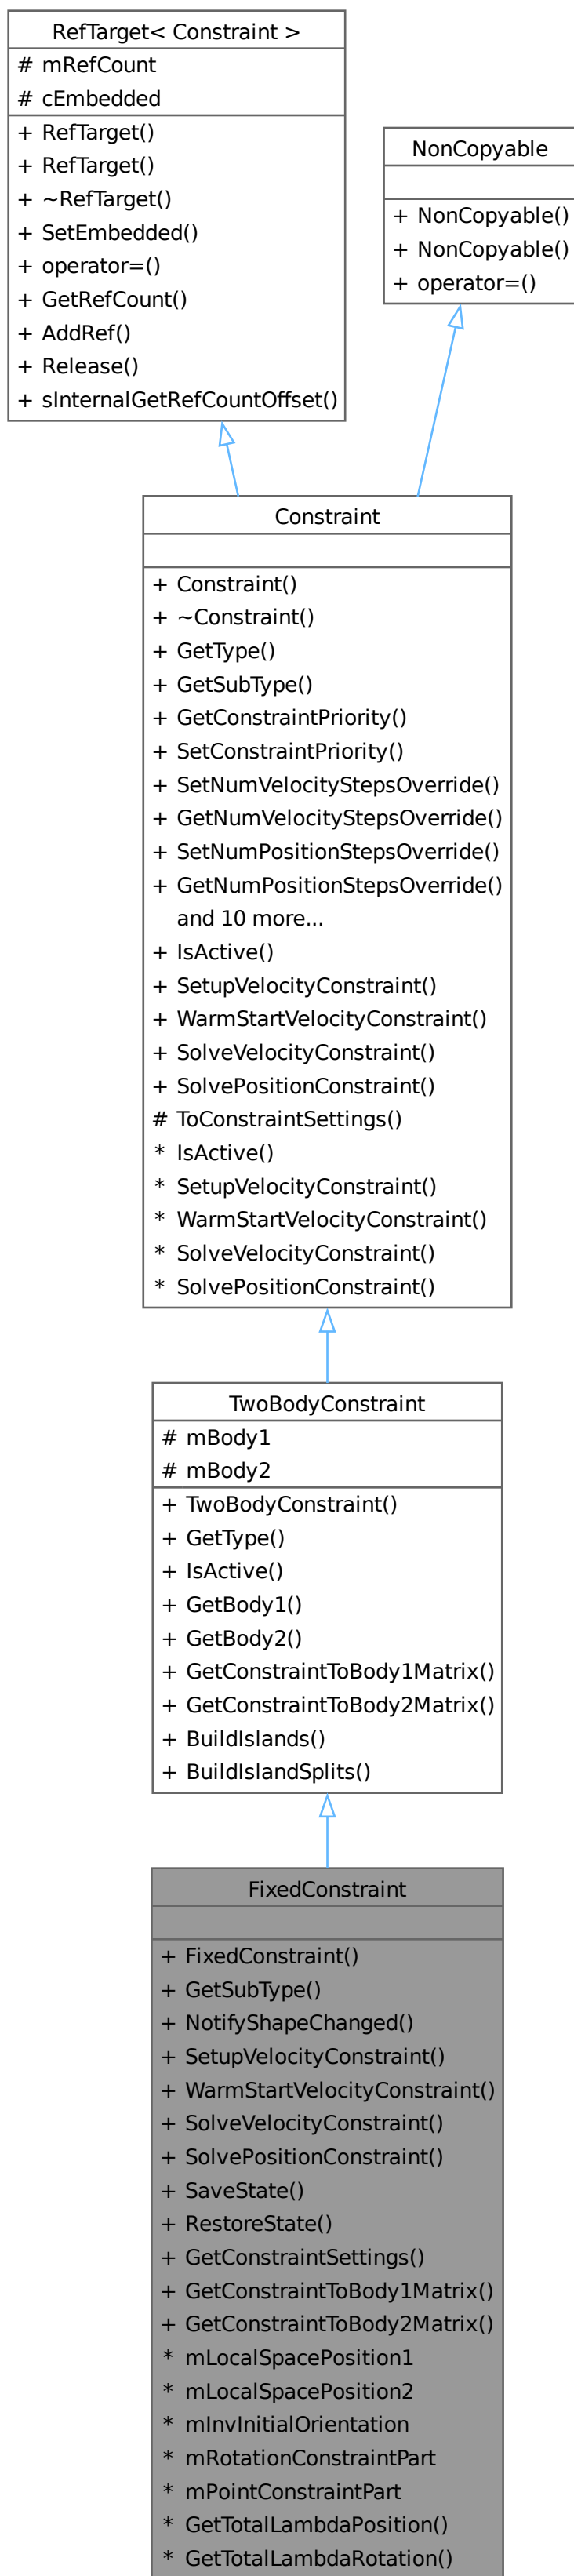 RefTarget< Constraint >
# mRefCount
# cEmbedded
+ RefTarget()
+ RefTarget()
+ ~RefTarget()
+ SetEmbedded()
+ operator=()
+ GetRefCount()
+ AddRef()
+ Release()
+ sInternalGetRefCountOffset()
NonCopyable
+ NonCopyable()
+ NonCopyable()
+ operator=()
Constraint
+ Constraint()
+ ~Constraint()
+ GetType()
+ GetSubType()
+ GetConstraintPriority()
+ SetConstraintPriority()
+ SetNumVelocityStepsOverride()
+ GetNumVelocityStepsOverride()
+ SetNumPositionStepsOverride()
+ GetNumPositionStepsOverride()
and 10 more...
+ IsActive()
+ SetupVelocityConstraint()
+ WarmStartVelocityConstraint()
+ SolveVelocityConstraint()
+ SolvePositionConstraint()
# ToConstraintSettings()
* IsActive()
* SetupVelocityConstraint()
* WarmStartVelocityConstraint()
* SolveVelocityConstraint()
* SolvePositionConstraint()
TwoBodyConstraint
# mBody1
# mBody2
+ TwoBodyConstraint()
+ GetType()
+ IsActive()
+ GetBody1()
+ GetBody2()
+ GetConstraintToBody1Matrix()
+ GetConstraintToBody2Matrix()
+ BuildIslands()
+ BuildIslandSplits()
FixedConstraint
+ FixedConstraint()
+ GetSubType()
+ NotifyShapeChanged()
+ SetupVelocityConstraint()
+ WarmStartVelocityConstraint()
+ SolveVelocityConstraint()
+ SolvePositionConstraint()
+ SaveState()
+ RestoreState()
+ GetConstraintSettings()
+ GetConstraintToBody1Matrix()
+ GetConstraintToBody2Matrix()
* mLocalSpacePosition1
* mLocalSpacePosition2
* mInvInitialOrientation
* mRotationConstraintPart
* mPointConstraintPart
* GetTotalLambdaPosition()
* GetTotalLambdaRotation()